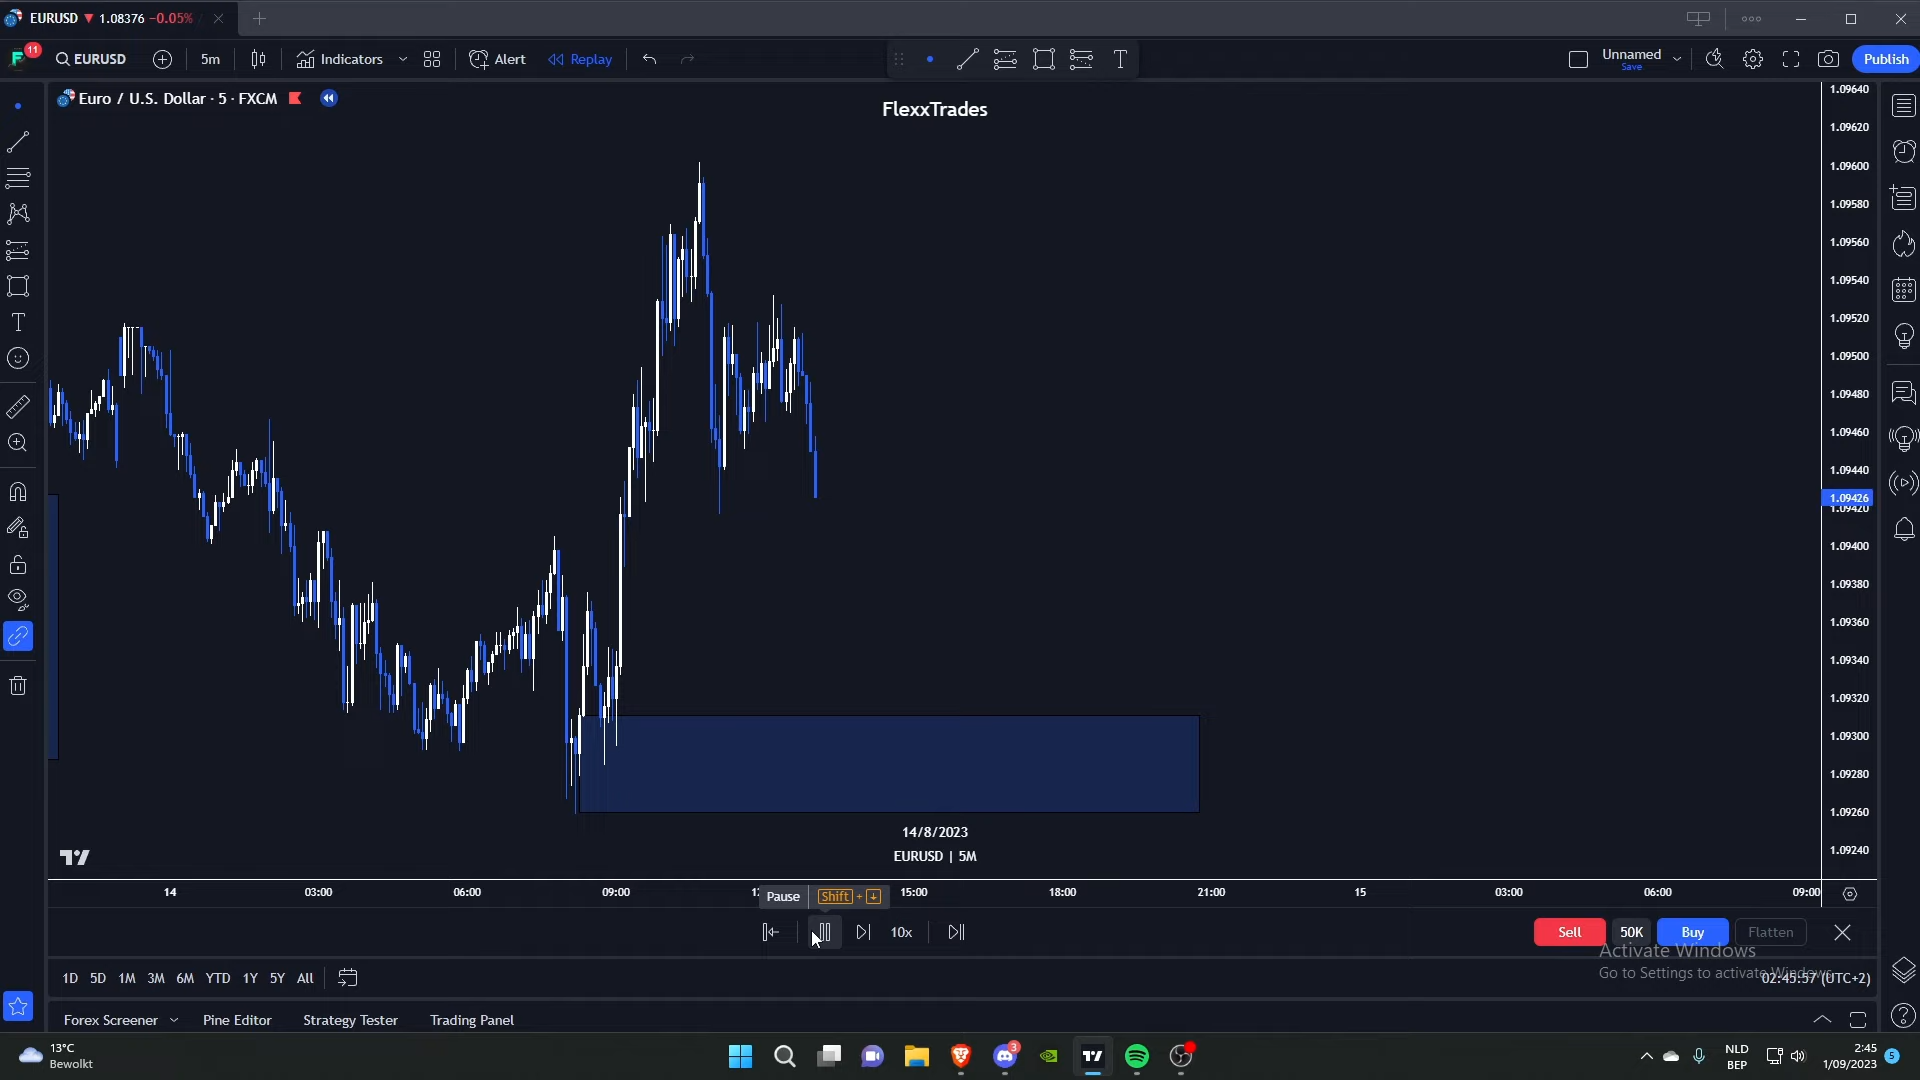 EURUSD ▼ 1.08376 −0.05%
11
EURUSD
5m
Indicators
Alert
Replay
Unnamed
Save
Publish
Euro / U.S. Dollar · 5 · FXCM
FlexxTrades
1.09640
1.09620
1.09600
1.09580
1.09560
1.09540
1.09520
1.09500
1.09480
1.09460
1.09440
1.09426
1.09420
1.09400
1.09380
1.09360
1.09340
1.09320
1.09300
1.09280
1.09260
1.09240
14/8/2023
EURUSD | 5M
14 03:00 06:00 09:00 15:00 18:00 21:00 15 03:00 06:00 09:00
Pause Shift + ↓
10x
Sell 50K Buy Flatten
Activate Windows
Go to Settings to activate Windows.
1D 5D 1M 3M 6M YTD 1Y 5Y All
02:45:57 (UTC+2)
Forex Screener Pine Editor Strategy Tester Trading Panel
13°C
Bewolkt
3
NLD
BEP
2:45
1/09/2023
5